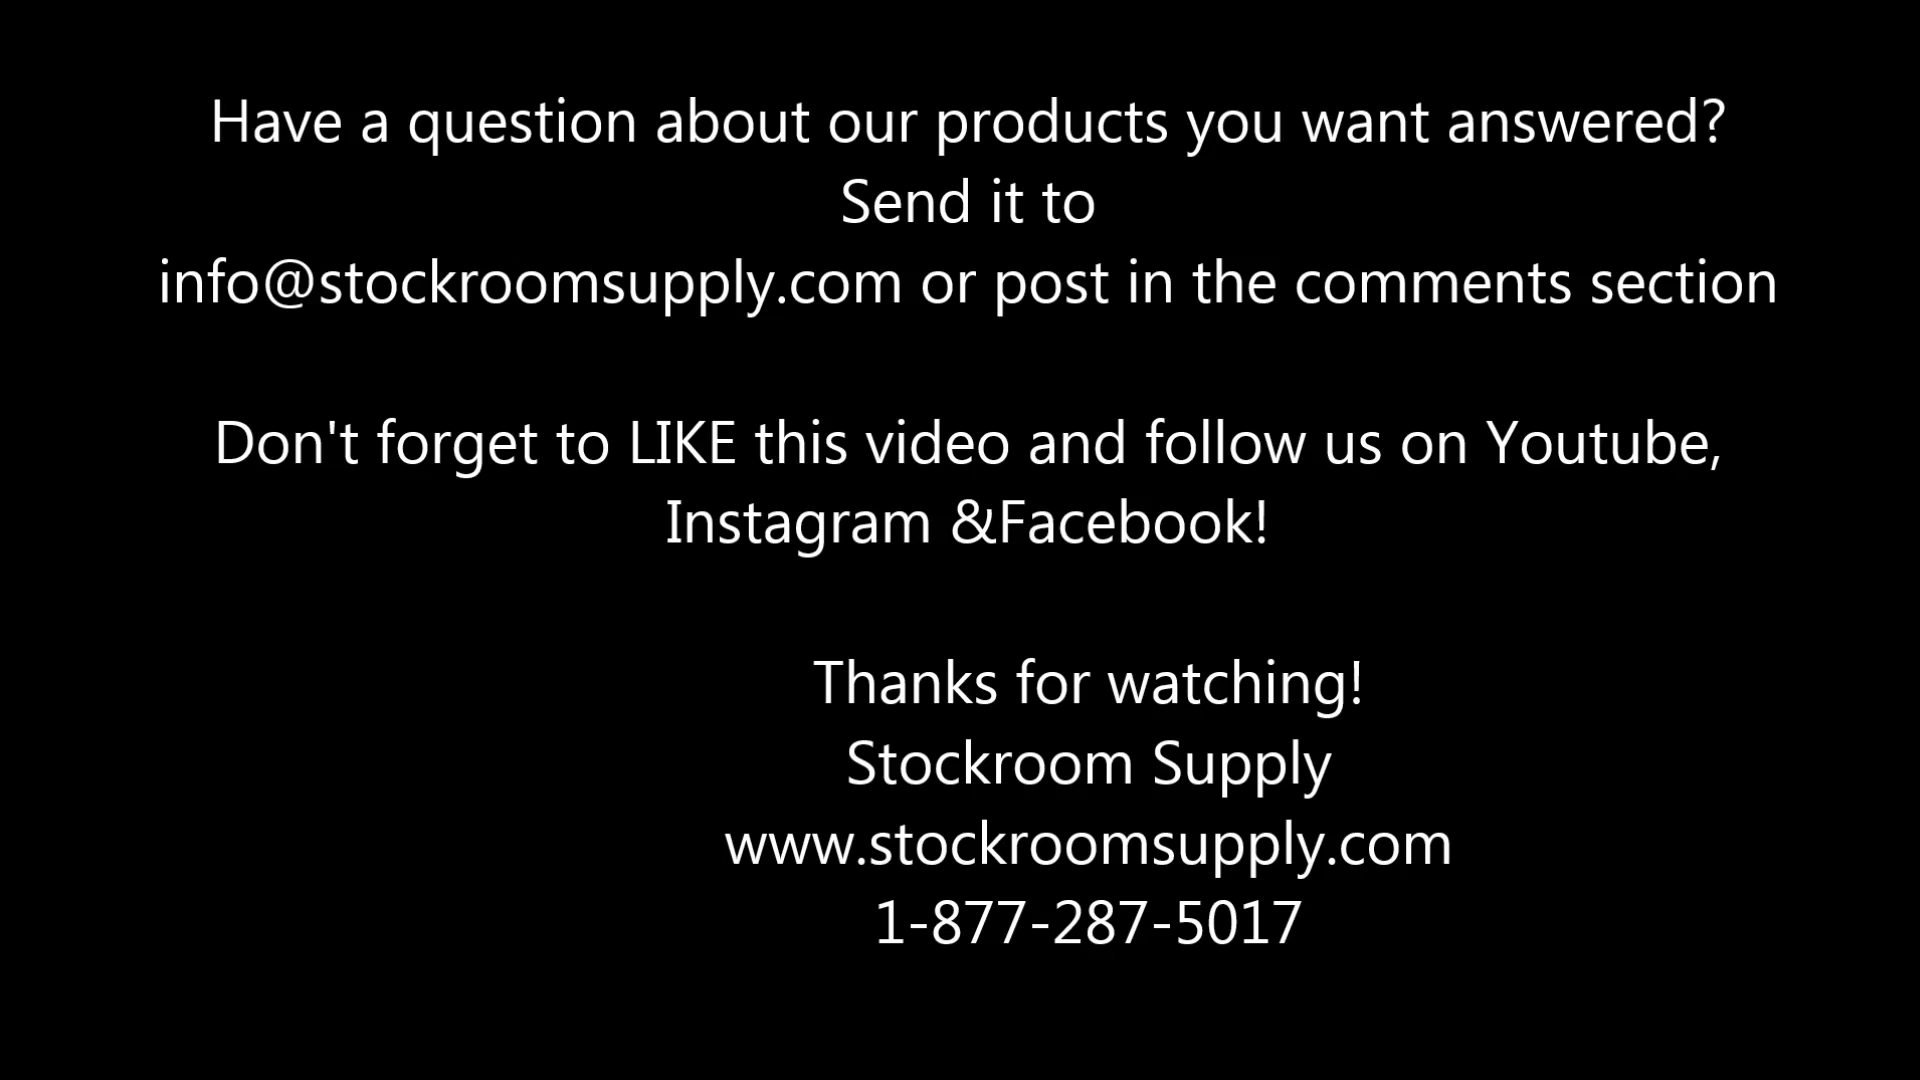 Have a question about our products you want answered?
Send it to
info@stockroomsupply.com or post in the comments section
Don't forget to LIKE this video and follow us on Youtube,
Instagram &Facebook!
Thanks for watching!
Stockroom Supply
www.stockroomsupply.com
1-877-287-5017